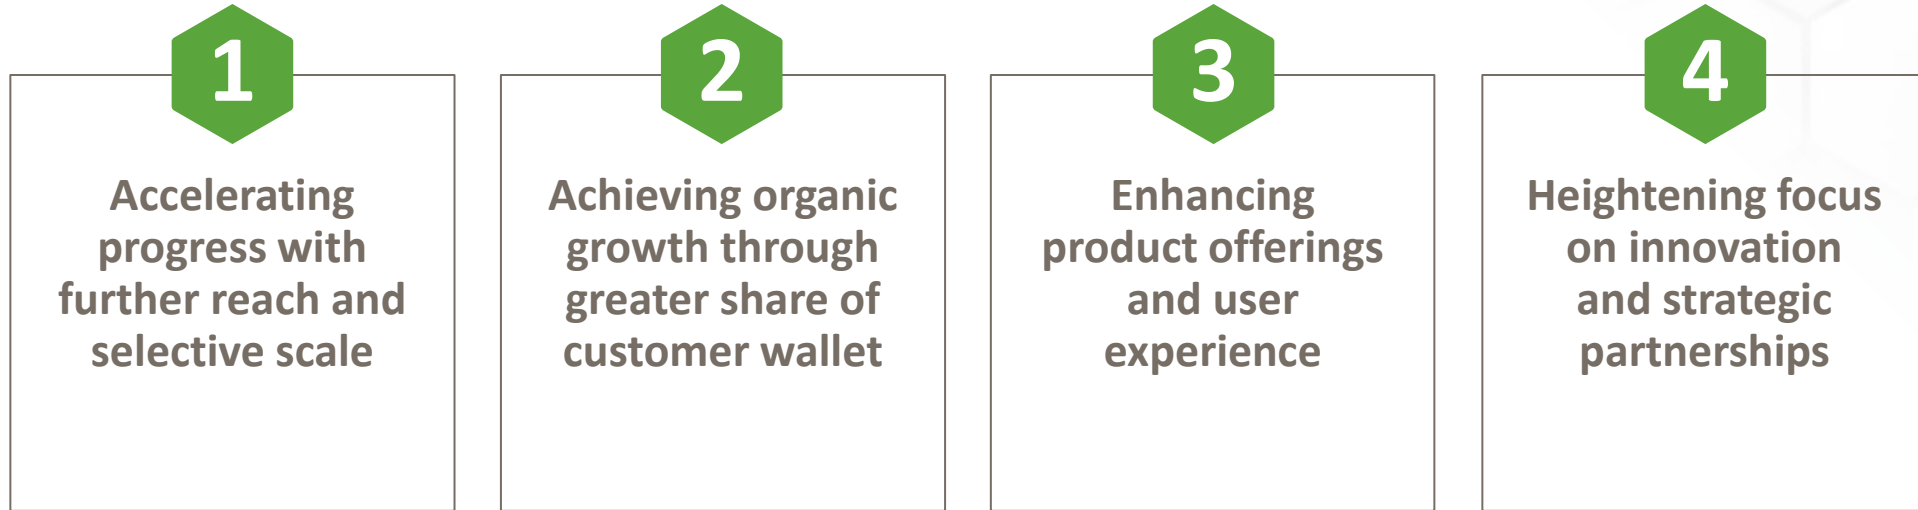 1
Accelerating
progress with
further reach and
selective scale
2
Achieving organic
growth through
greater share of
customer wallet
3
Enhancing
product offerings
and user
experience
4
Heightening focus
on innovation
and strategic
partnerships